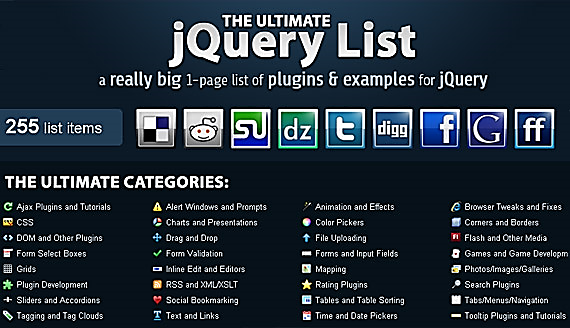 THE ULTIMATE
jQuery List
a really big 1-page list of plugins & examples for jQuery
255 list items
SU
dz
t
digg
f
G
ff
THE ULTIMATE CATEGORIES:
Ajax Plugins and Tutorials
Alert Windows and Prompts
Animation and Effects
Browser Tweaks and Fixes
CSS
Charts and Presentations
Color Pickers
Corners and Borders
DOM and Other Plugins
Drag and Drop
File Uploading
Flash and Other Media
Form Select Boxes
Form Validation
Forms and Input Fields
Games and Game Developm
Grids
Inline Edit and Editors
Mapping
Photos/Images/Galleries
Plugin Development
RSS and XML/XSLT
Rating Plugins
Search Plugins
Sliders and Accordions
Social Bookmarking
Tables and Table Sorting
Tabs/Menus/Navigation
Tagging and Tag Clouds
Text and Links
Time and Date Pickers
Tooltip Plugins and Tutorials